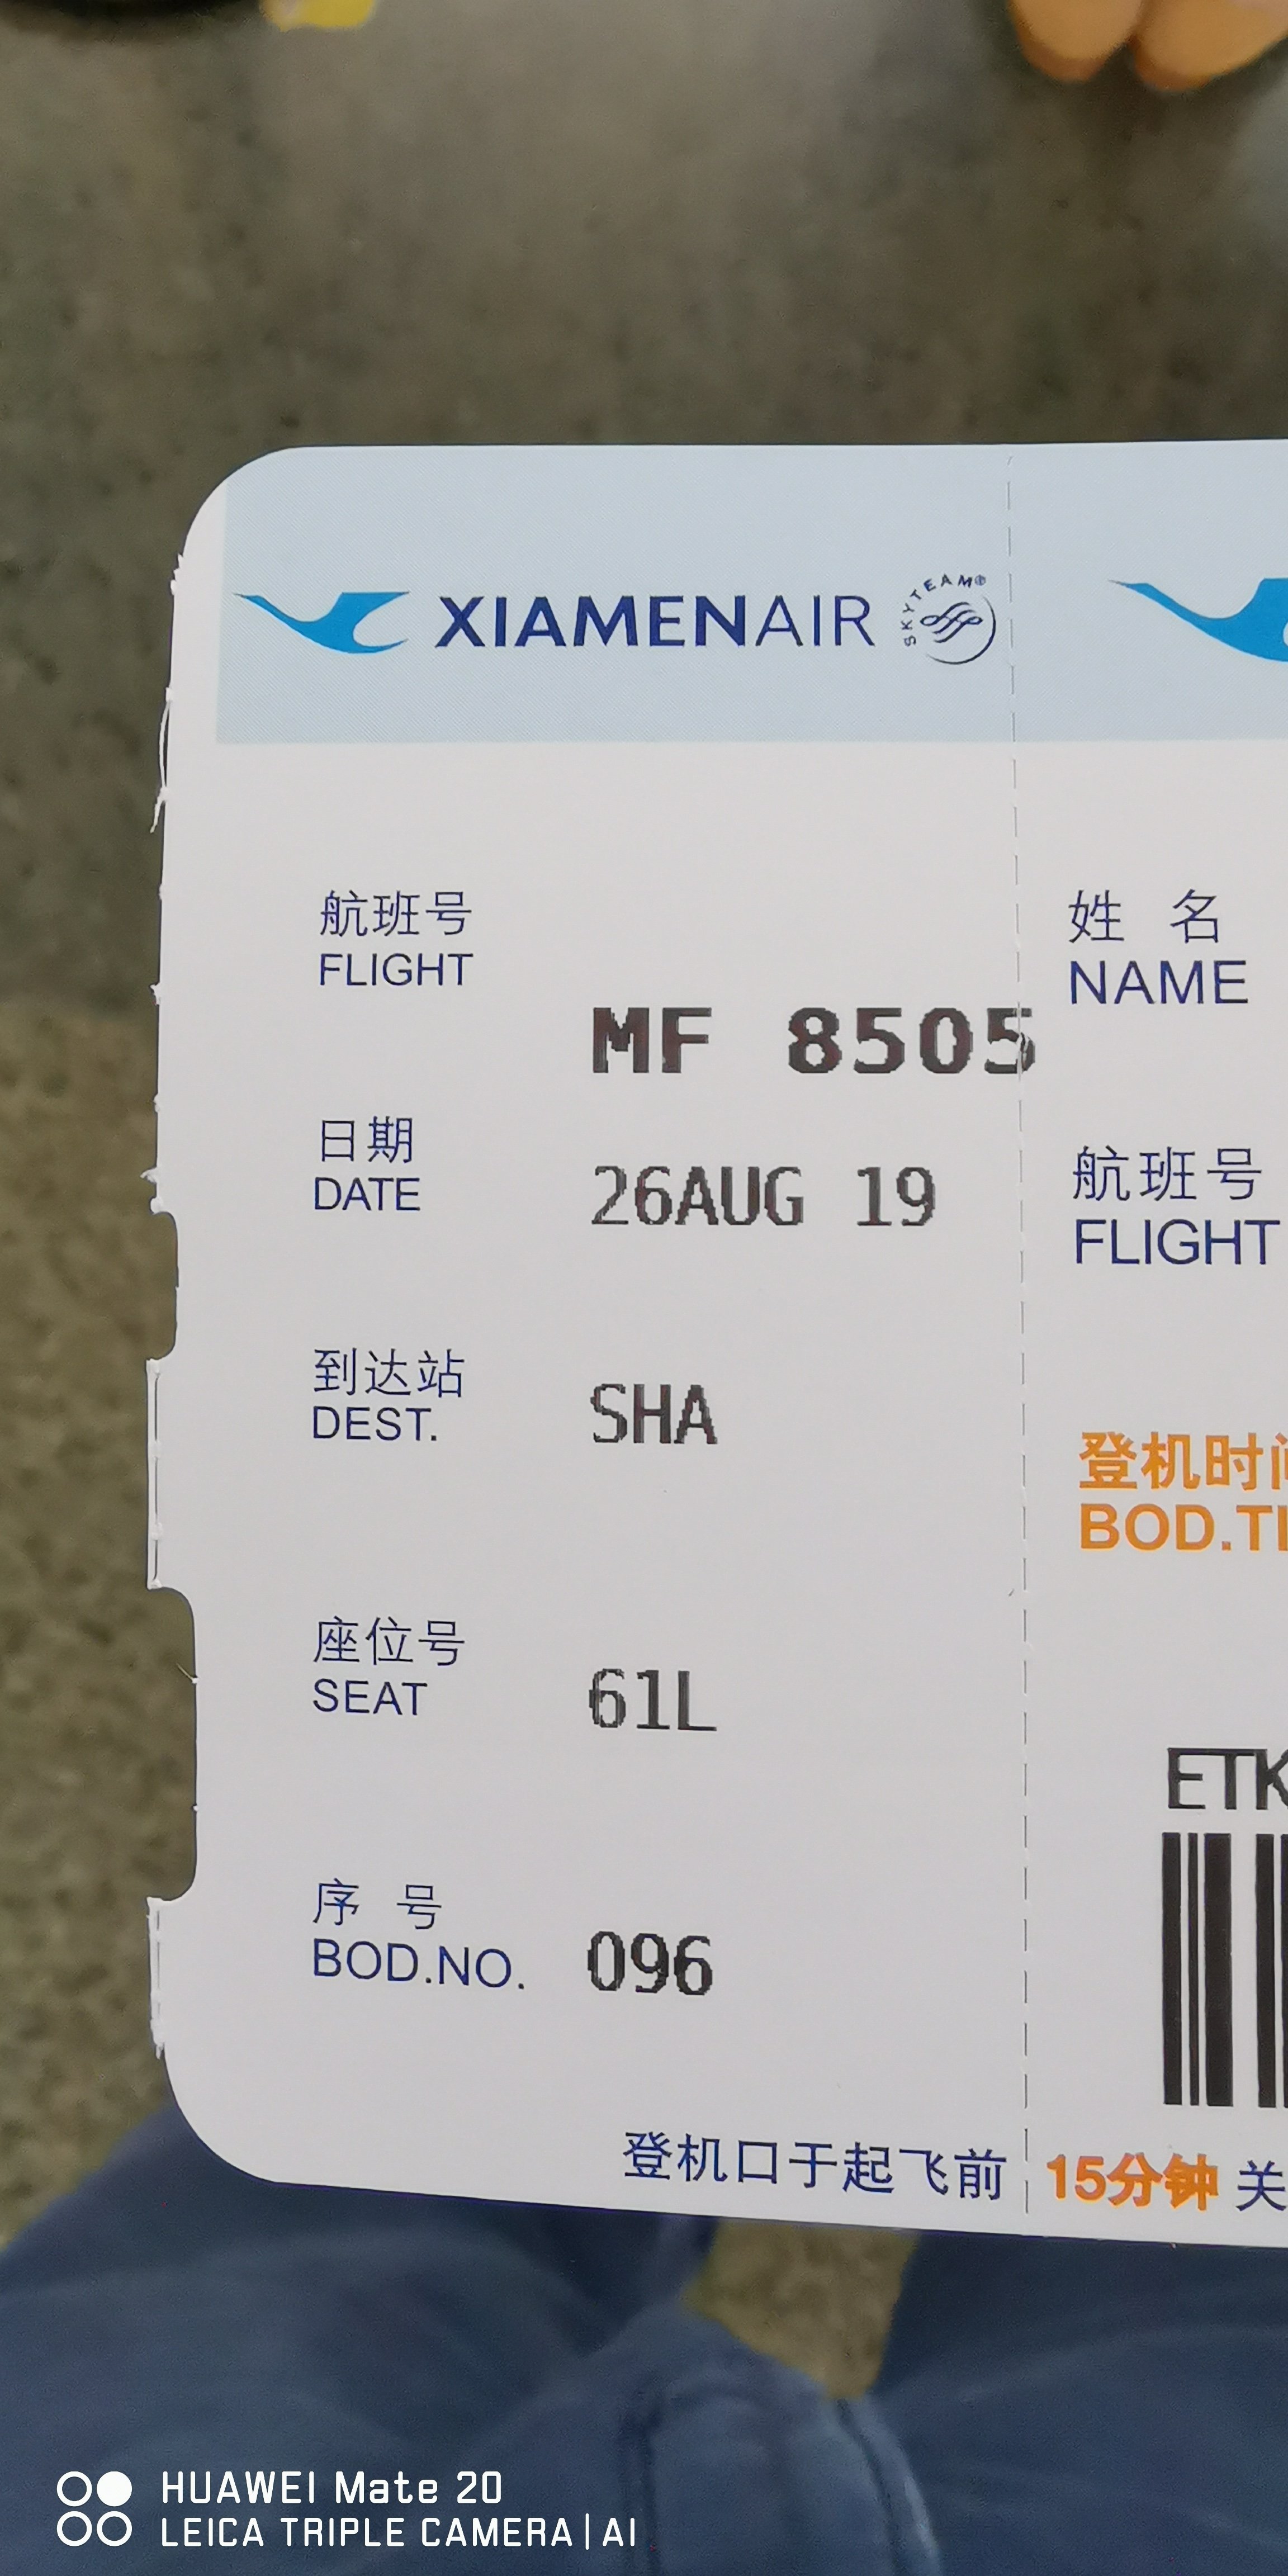 XIAMENAIR
SKYTEAM®
航班号
FLIGHT
MF 8505
日期
DATE
26AUG 19
到达站
DEST.
SHA
座位号
SEAT
61L
序 号
BOD.NO.
096
姓 名
NAME
航班号
FLIGHT
登机时
BOD.TI
ETK
登机口于起飞前 15分钟 关
HUAWEI Mate 20
LEICA TRIPLE CAMERA | AI